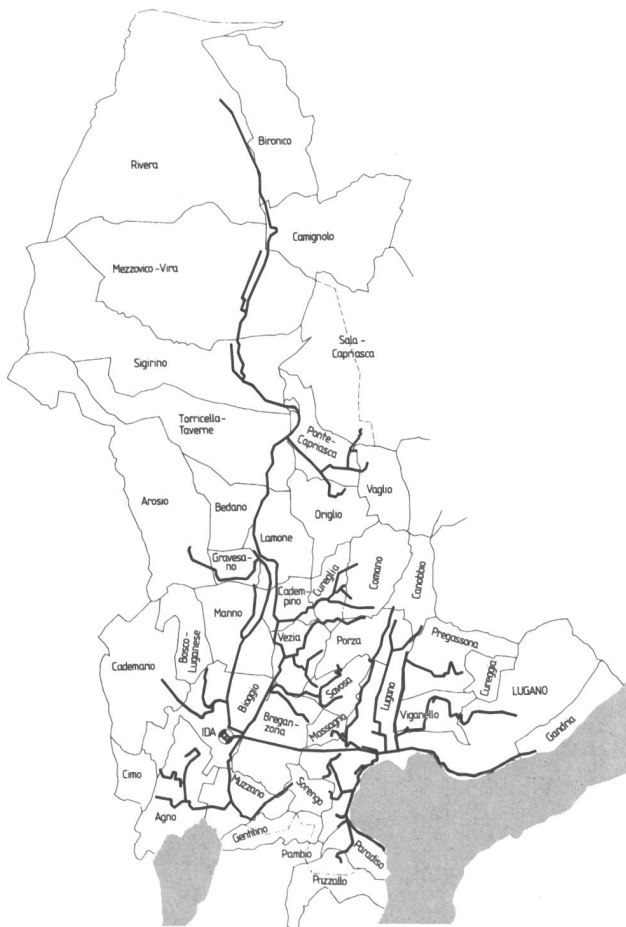 Bironico
Rivera
Camignolo
Mezzovico-Vira
Sala -
Capriasca
Sigirino
Torricella-
Taverne
Ponte-
Capriasca
Vaglio
Arosio
Bedano
Origlio
Lamone
Gravesa-
no
Cureglia
Comano
Canobbio
Cadem-
pino
Manno
Vezia
Porza
Pregassona
Bosco-
Luganese
Cademario
Cureggia
LUGANO
Savosa
Lugano
Bioggio
Viganello
Gandria
Bregan-
zona
Massagno
IDA
Cimo
Muzzano
Sorengo
Agno
Gentilino
Paradiso
Pambio
Pazzallo